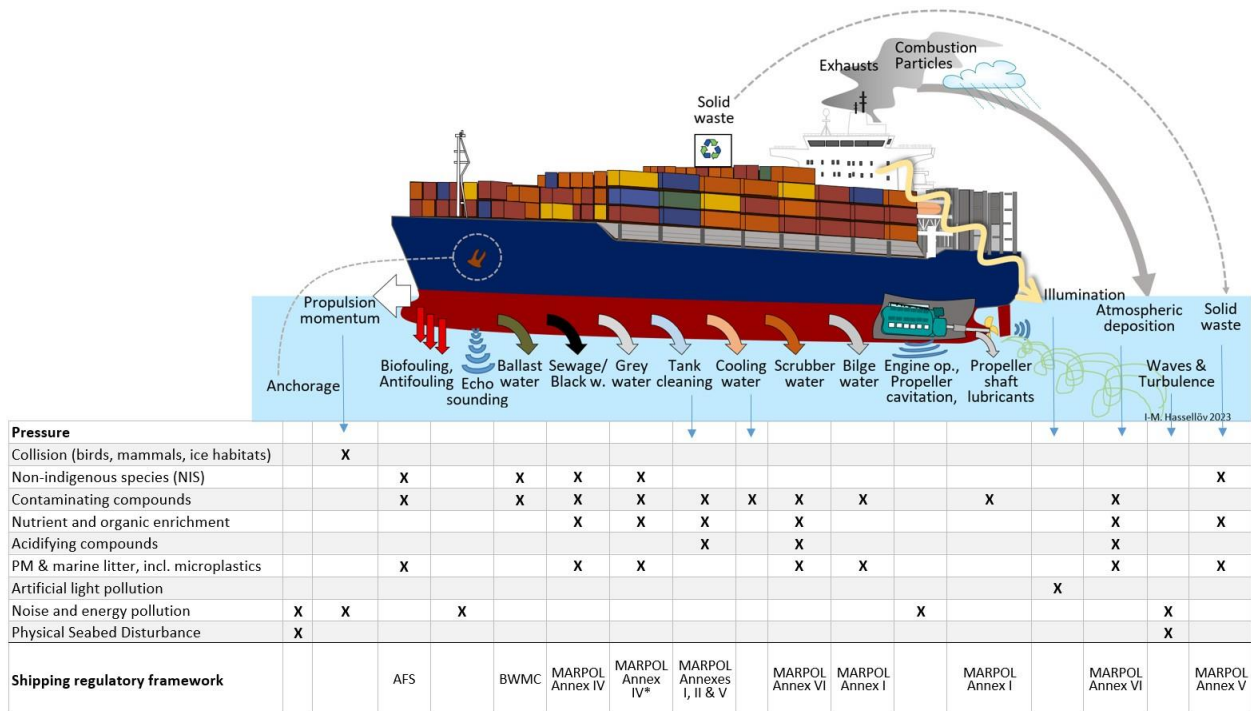 Combustion
Particles
Exhausts
Solid
waste
Propulsion
momentum
Illumination
Atmospheric
deposition
Solid
waste
Anchorage
Biofouling,
Antifouling
Echo
sounding
Ballast
water
Sewage/
Black w.
Grey
water
Tank
cleaning
Cooling
water
Scrubber
water
Bilge
water
Engine op.,
Propeller
cavitation,
Propeller
shaft
lubricants
Waves &
Turbulence
I-M. Hassellöv 2023
Pressure
Collision (birds, mammals, ice habitats) X
Non-indigenous species (NIS) X X X X X
Contaminating compounds X X X X X X X X X X
Nutrient and organic enrichment X X X X X X
Acidifying compounds X X X
PM & marine litter, incl. microplastics X X X X X X X
Artificial light pollution X
Noise and energy pollution X X X X X
Physical Seabed Disturbance X X
Shipping regulatory framework
AFS
BWMC
MARPOL
Annex IV
MARPOL
Annex
IV*
MARPOL
Annexes
I, II & V
MARPOL
Annex VI
MARPOL
Annex I
MARPOL
Annex I
MARPOL
Annex VI
MARPOL
Annex V